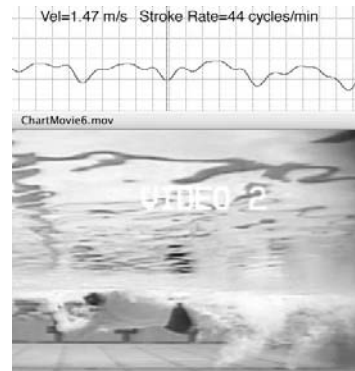 Vel=1.47 m/s Stroke Rate=44 cycles/min
ChartMovie6.mov
VIDEO 2